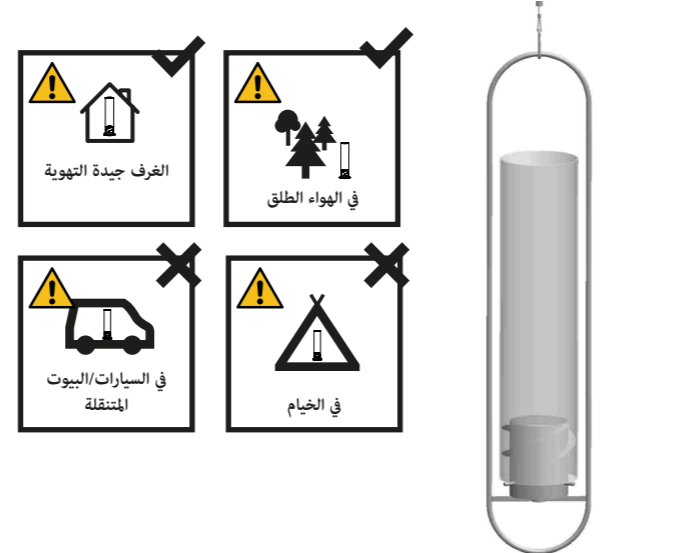 الغرف جيدة التهوية
في الهواء الطلق
في السيارات/البيوت
المتنقلة
في الخيام